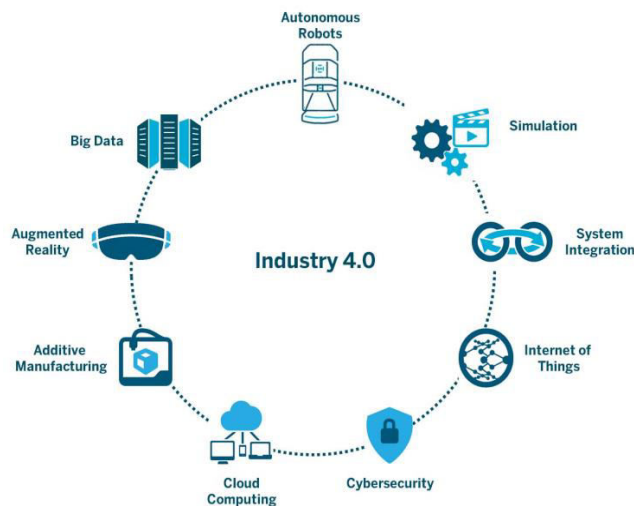 Autonomous
Robots
Simulation
System
Integration
Internet of
Things
Cybersecurity
Cloud
Computing
Additive
Manufacturing
Augmented
Reality
Big Data
Industry 4.0